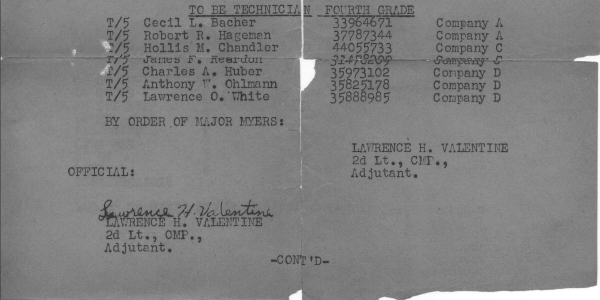 TO BE TECHNICIAN FOURTH GRADE
T/5 Cecil L. Bacher 33964671 Company A
T/5 Robert R. Hageman 37787344 Company A
T/5 Hollis M. Chandler 44055733 Company C
T/5 James F. Reardon Company C
T/5 Charles A. Huber 35973102 Company D
T/5 Anthony W. Ohlmann 35825178 Company D
T/5 Lawrence O. White 35888985 Company D
BY ORDER OF MAJOR MYERS:
LAWRENCE H. VALENTINE
2d Lt., CMP.,
Adjutant.
OFFICIAL:
Lawrence H. Valentine
LAWRENCE H. VALENTINE
2d Lt., CMP.,
Adjutant.
-CONT'D-